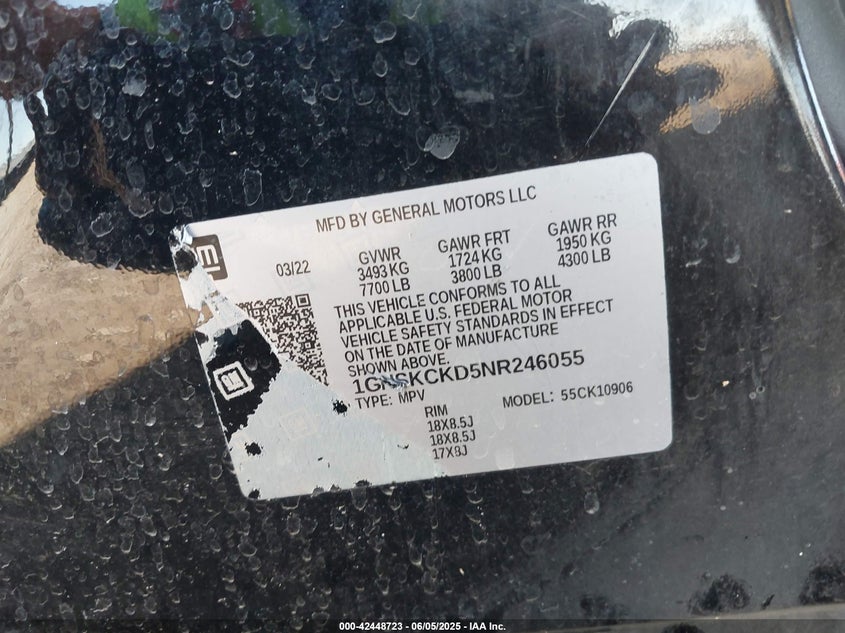 MFD BY GENERAL MOTORS LLC
03/22
GVWR
3493 KG
7700 LB
GAWR FRT
1724 KG
3800 LB
GAWR RR
1950 KG
4300 LB
THIS VEHICLE CONFORMS TO ALL
APPLICABLE U.S. FEDERAL MOTOR
VEHICLE SAFETY STANDARDS IN EFFECT
ON THE DATE OF MANUFACTURE
SHOWN ABOVE.
1GNSKCKD5NR246055
TYPE: MPV
MODEL: 55CK10906
RIM
18X8.5J
18X8.5J
17X8J
000-42448723 - 06/05/2025 - IAA Inc.